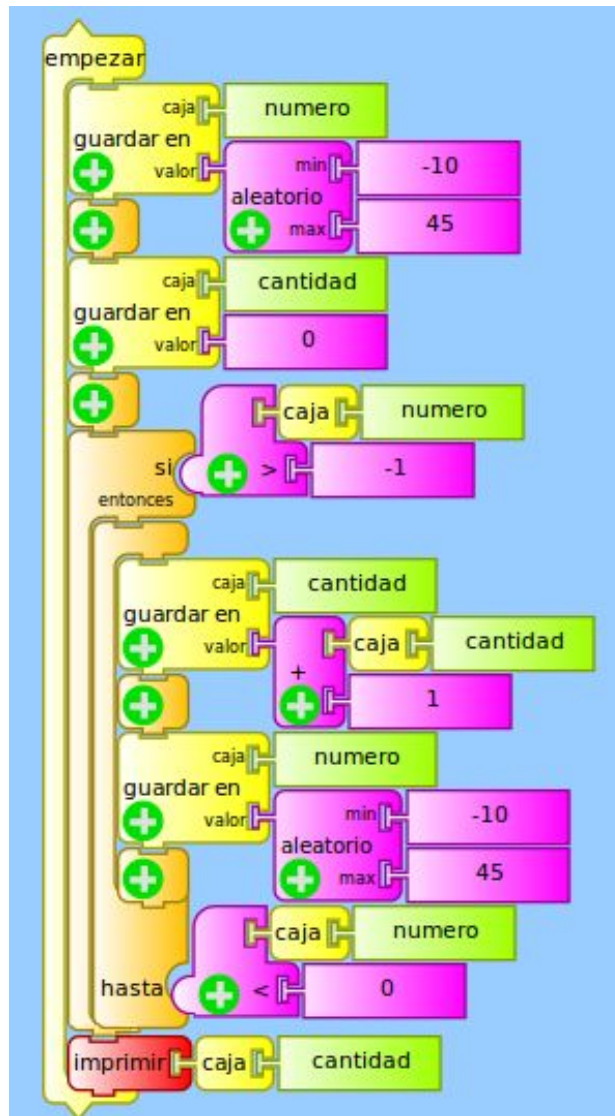 empezar
caja numero
guardar en
valor min -10
aleatorio
max 45
caja cantidad
guardar en
valor 0
caja numero
si > -1
entonces
caja cantidad
guardar en
valor caja cantidad
+
1
caja numero
guardar en
valor min -10
aleatorio
max 45
caja numero
hasta < 0
imprimir caja cantidad